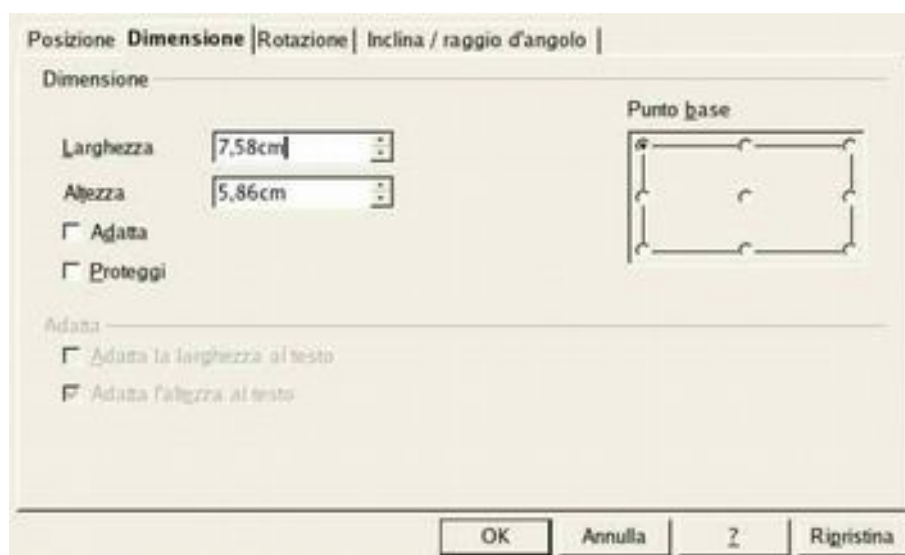 Posizione Dimensione Rotazione Inclina / raggio d'angolo
Dimensione
Punto base
Larghezza 7,58cm
Altezza 5,86cm
Adatta
Proteggi
Adatta
Adatta la larghezza al testo
Adatta l'altezza al testo
OK Annulla ? Ripristina